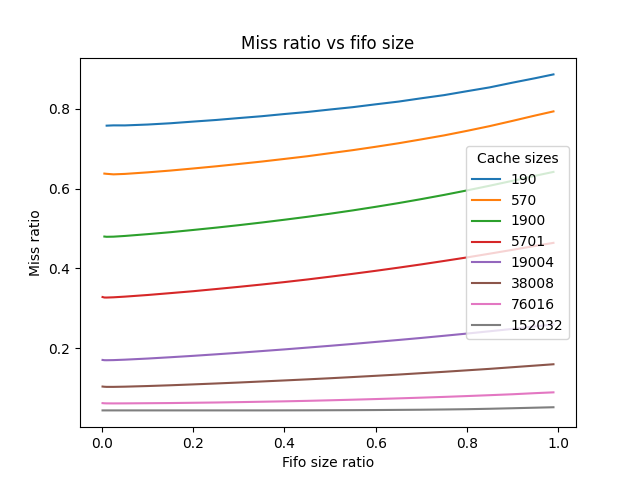 Miss ratio vs fifo size
Miss ratio
0.8
0.6
0.4
0.2
Cache sizes
190
570
1900
5701
19004
38008
76016
152032
0.0 0.2 0.4 0.6 0.8 1.0
Fifo size ratio